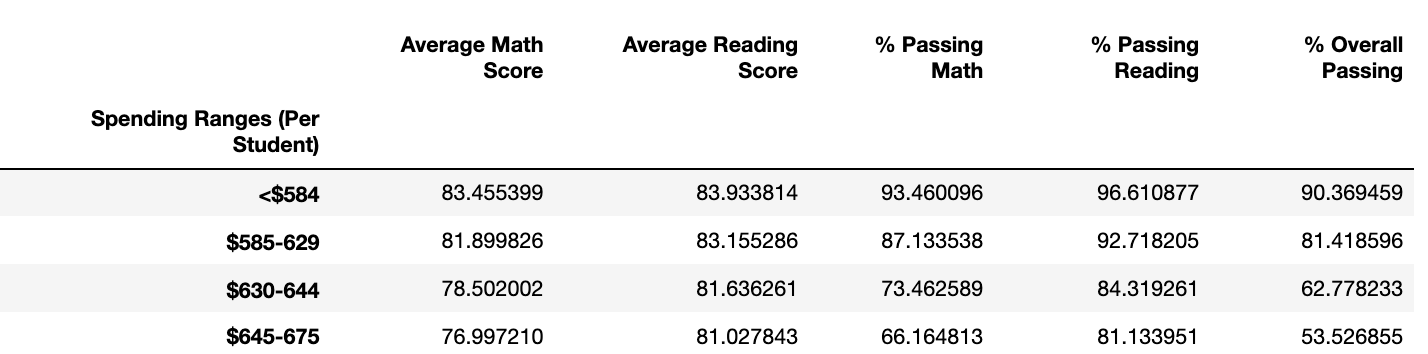 Average Math Score Average Reading Score % Passing Math % Passing Reading % Overall Passing
Spending Ranges (Per Student)
<$584 83.455399 83.933814 93.460096 96.610877 90.369459
$585-629 81.899826 83.155286 87.133538 92.718205 81.418596
$630-644 78.502002 81.636261 73.462589 84.319261 62.778233
$645-675 76.997210 81.027843 66.164813 81.133951 53.526855